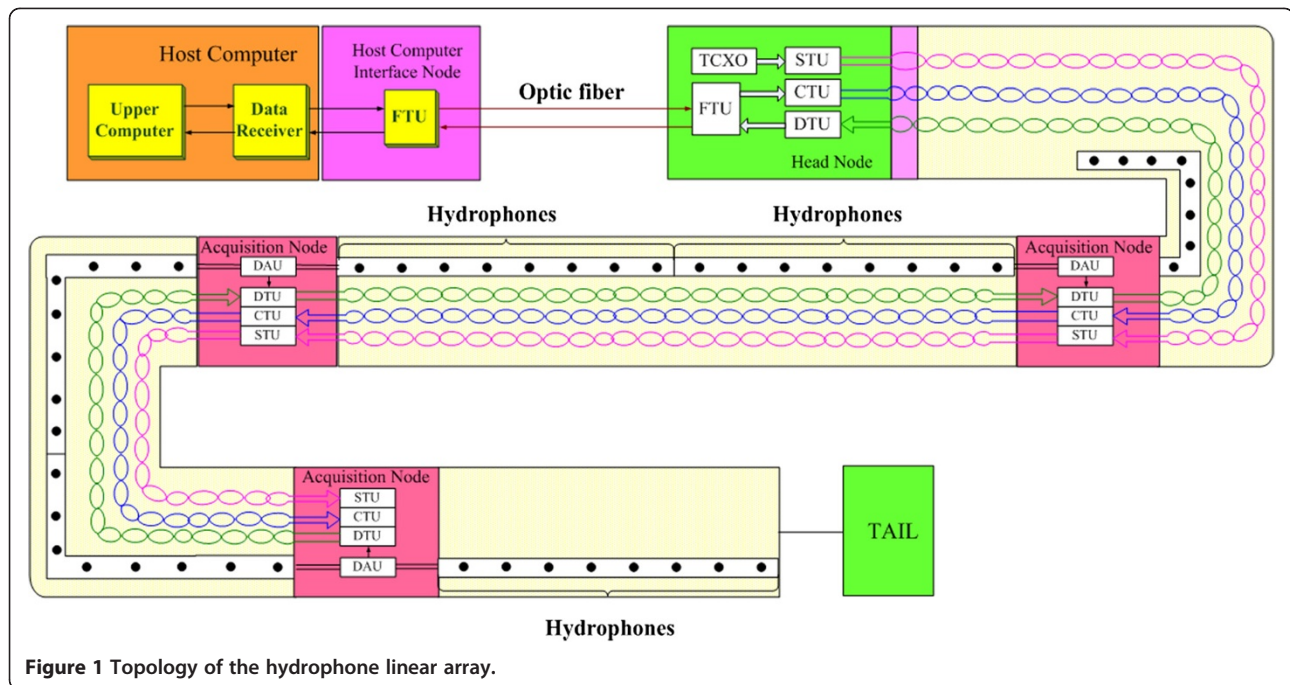 Host Computer
Upper
Computer
Data
Receiver
Host Computer
Interface Node
FTU
Optic fiber
TCXO
STU
FTU
CTU
DTU
Head Node
Hydrophones
Hydrophones
Acquisition Node
DAU
DTU
CTU
STU
Acquisition Node
DAU
DTU
CTU
STU
Acquisition Node
STU
CTU
DTU
DAU
TAIL
Hydrophones
Figure 1 Topology of the hydrophone linear array.